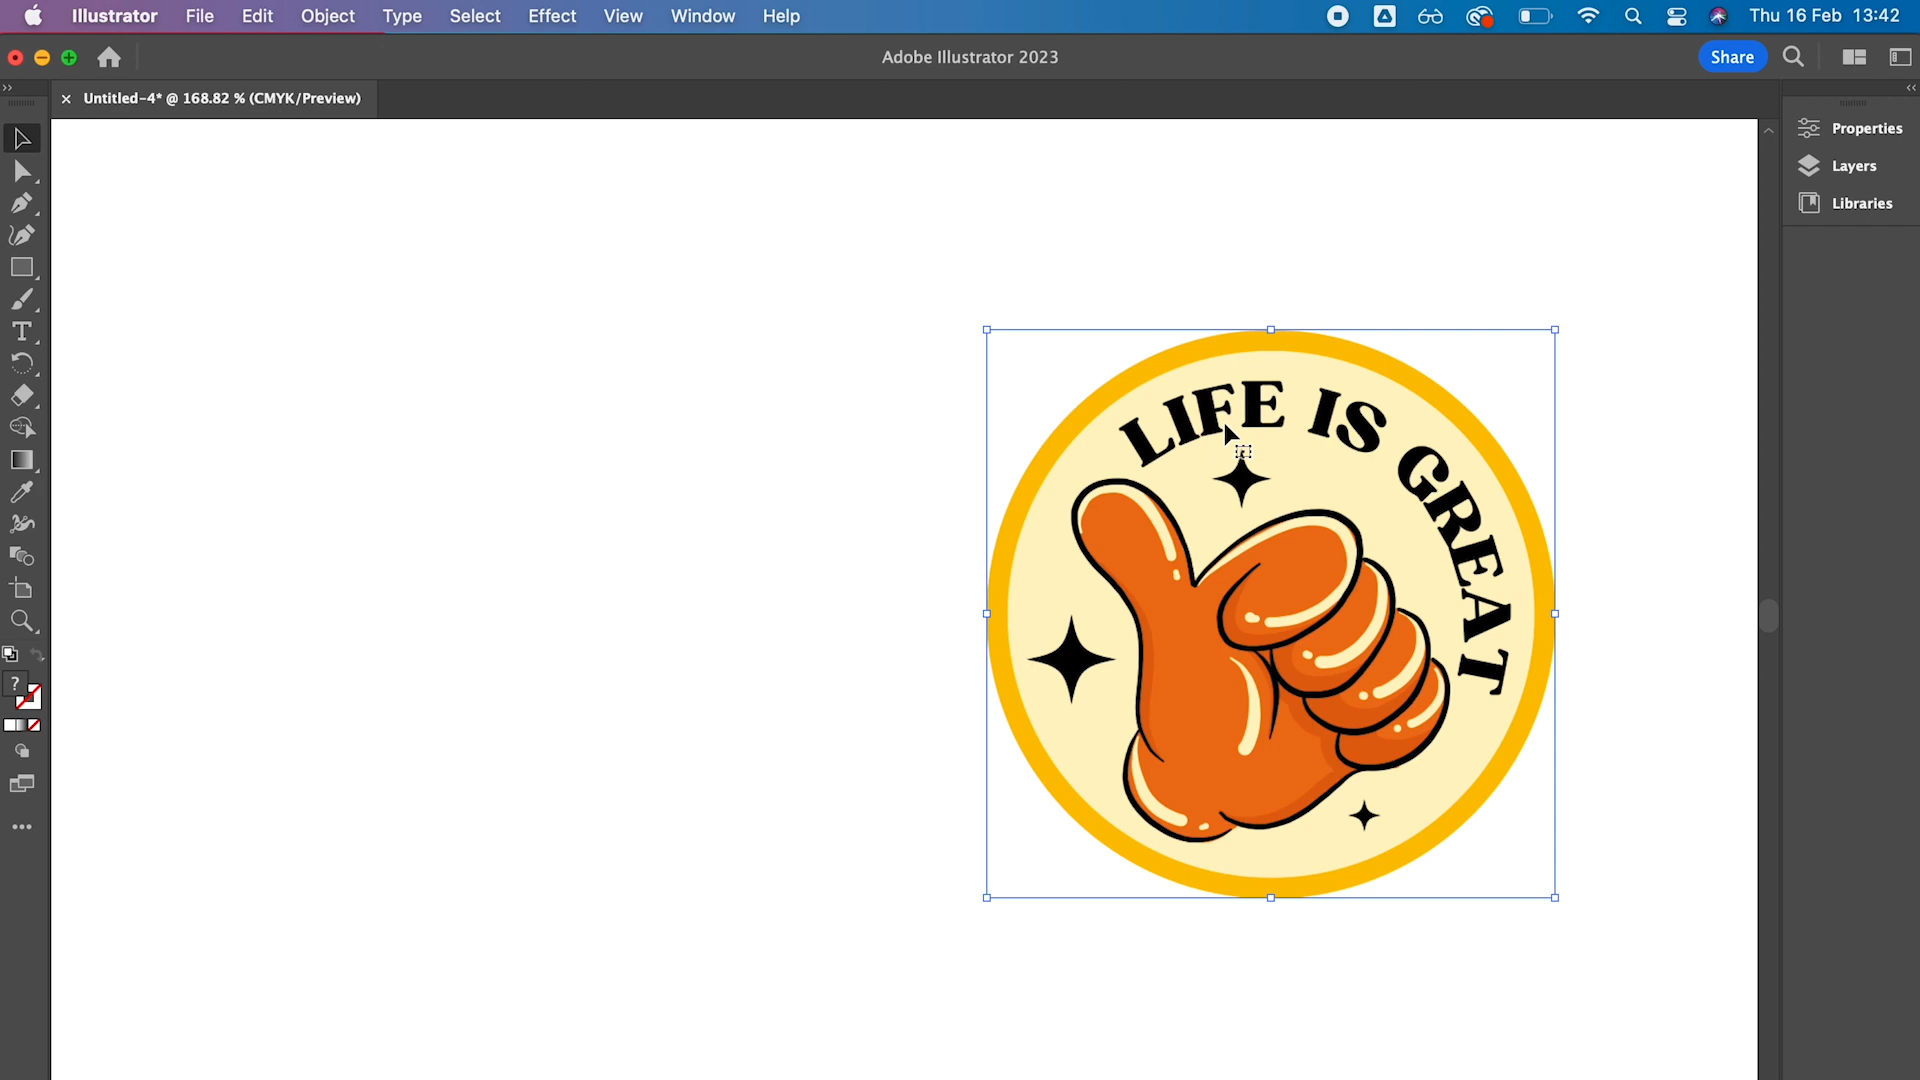 Illustrator File Edit Object Type Select Effect View Window Help Thu 16 Feb 13:42
Adobe Illustrator 2023 Share
× Untitled-4* @ 168.82 % (CMYK/Preview)
Properties
Layers
Libraries
LIFE IS GREAT
?